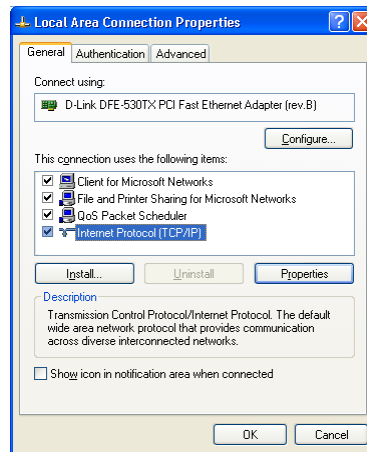 Local Area Connection Properties
General Authentication Advanced
Connect using:
D-Link DFE-530TX PCI Fast Ethernet Adapter (rev.B)
Configure...
This connection uses the following items:
Client for Microsoft Networks
File and Printer Sharing for Microsoft Networks
QoS Packet Scheduler
Internet Protocol (TCP/IP)
Install... Uninstall Properties
Description
Transmission Control Protocol/Internet Protocol. The default
wide area network protocol that provides communication
across diverse interconnected networks.
Show icon in notification area when connected
OK Cancel